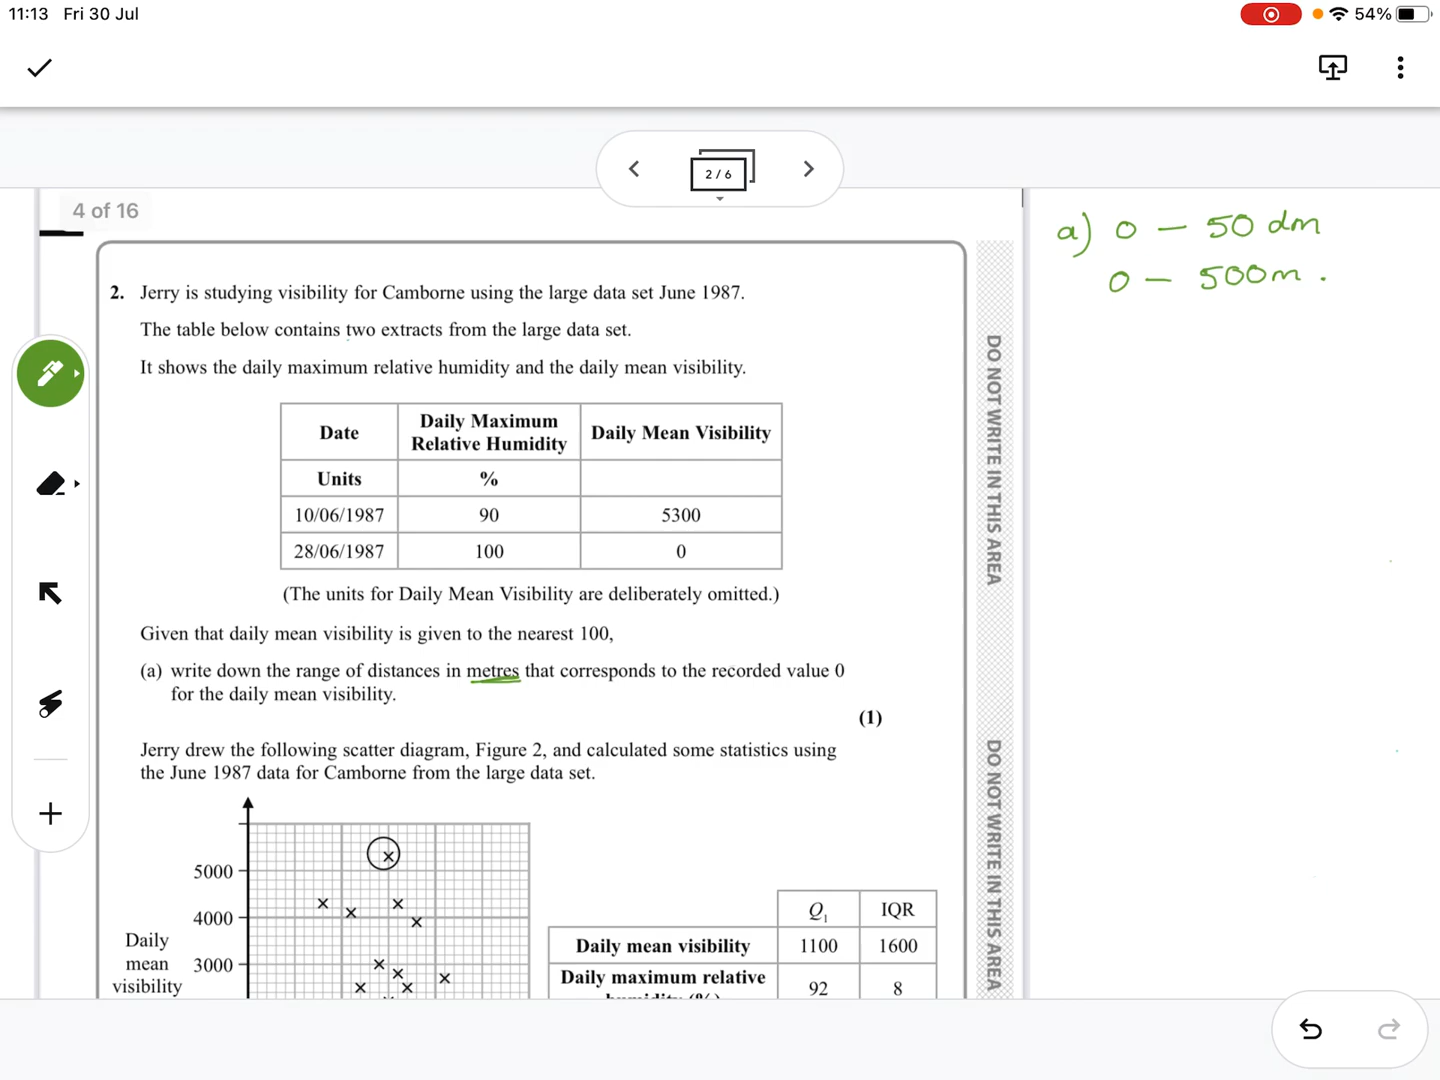 11:13 Fri 30 Jul
54%
2 / 6
4 of 16
a) 0 – 50 dm
0 – 500m .
2. Jerry is studying visibility for Camborne using the large data set June 1987.
The table below contains two extracts from the large data set.
It shows the daily maximum relative humidity and the daily mean visibility.
Date
Daily Maximum
Relative Humidity
Daily Mean Visibility
Units
%
10/06/1987 90 5300
28/06/1987 100 0
(The units for Daily Mean Visibility are deliberately omitted.)
Given that daily mean visibility is given to the nearest 100,
(a) write down the range of distances in metres that corresponds to the recorded value 0
for the daily mean visibility.
(1)
Jerry drew the following scatter diagram, Figure 2, and calculated some statistics using
the June 1987 data for Camborne from the large data set.
5000
4000
3000
Daily
mean
visibility
Q₁ IQR
Daily mean visibility 1100 1600
Daily maximum relative
92 8
DO NOT WRITE IN THIS AREA
DO NOT WRITE IN THIS AREA